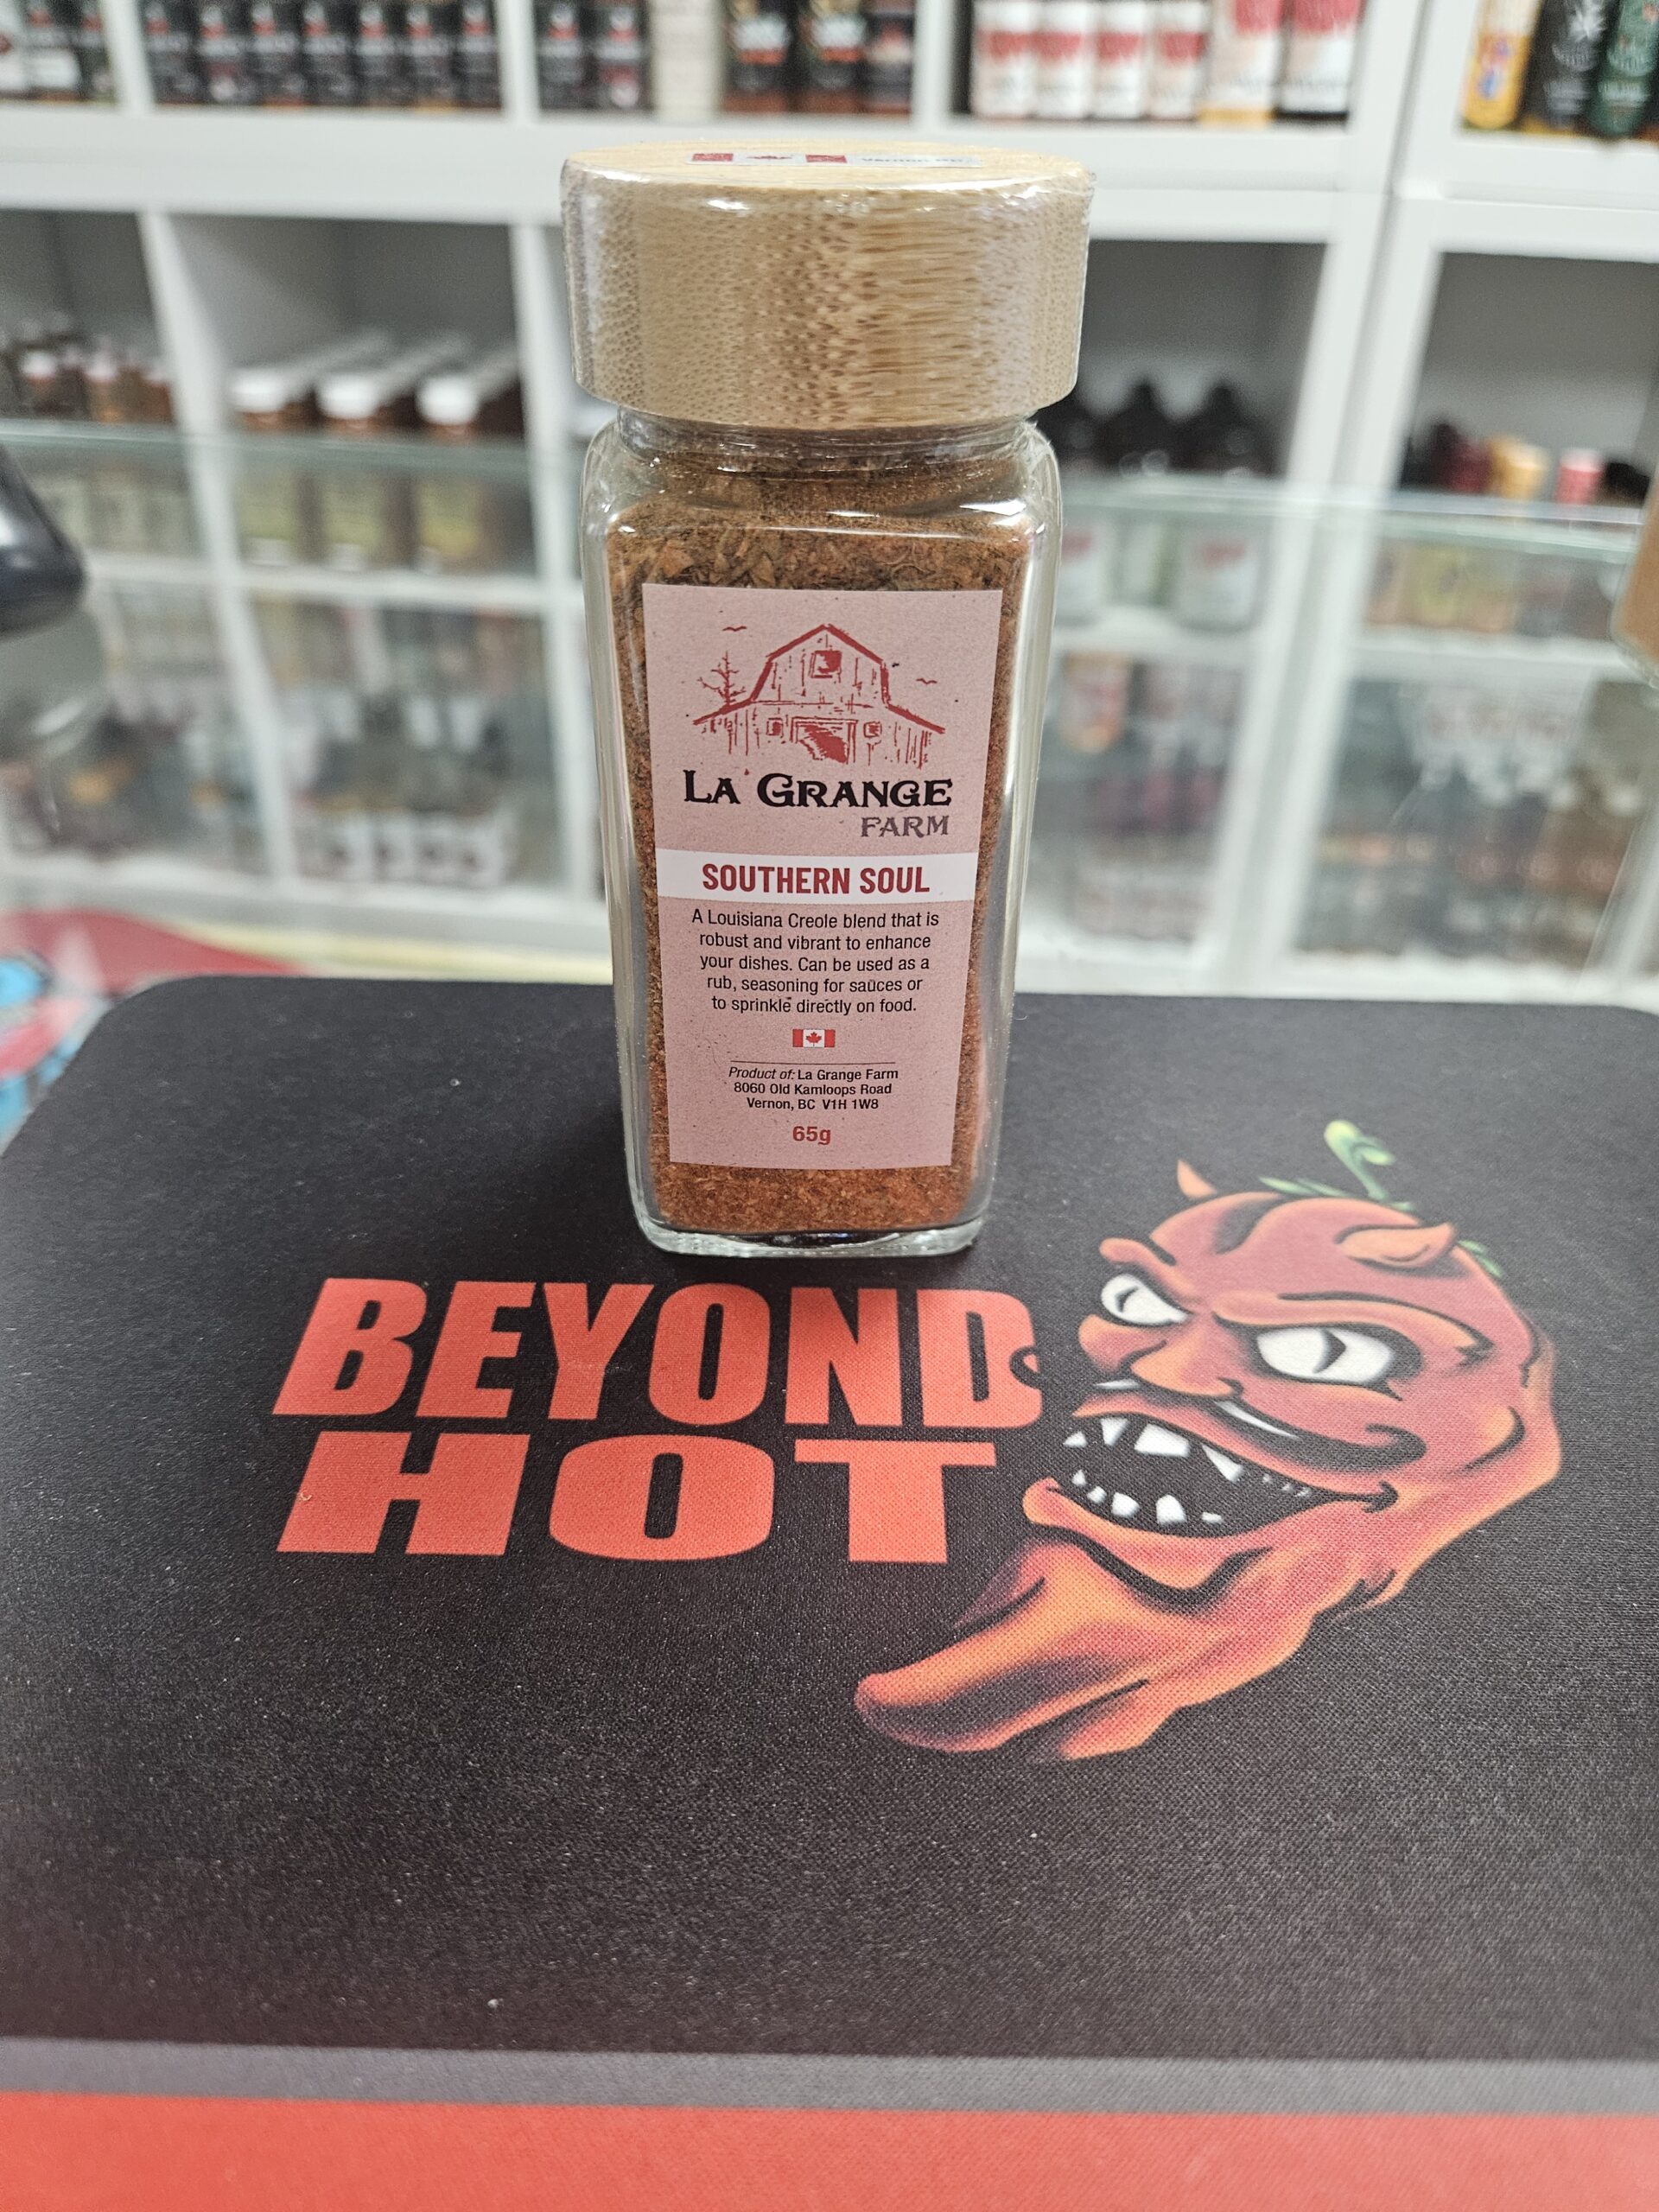 LA GRANGE
FARM
SOUTHERN SOUL
A Louisiana Creole blend that is
robust and vibrant to enhance
your dishes. Can be used as a
rub, seasoning for sauces or
to sprinkle directly on food.
Product of: La Grange Farm
8060 Old Kamloops Road
Vernon, BC V1H 1W8
65g
BEYOND
HOT